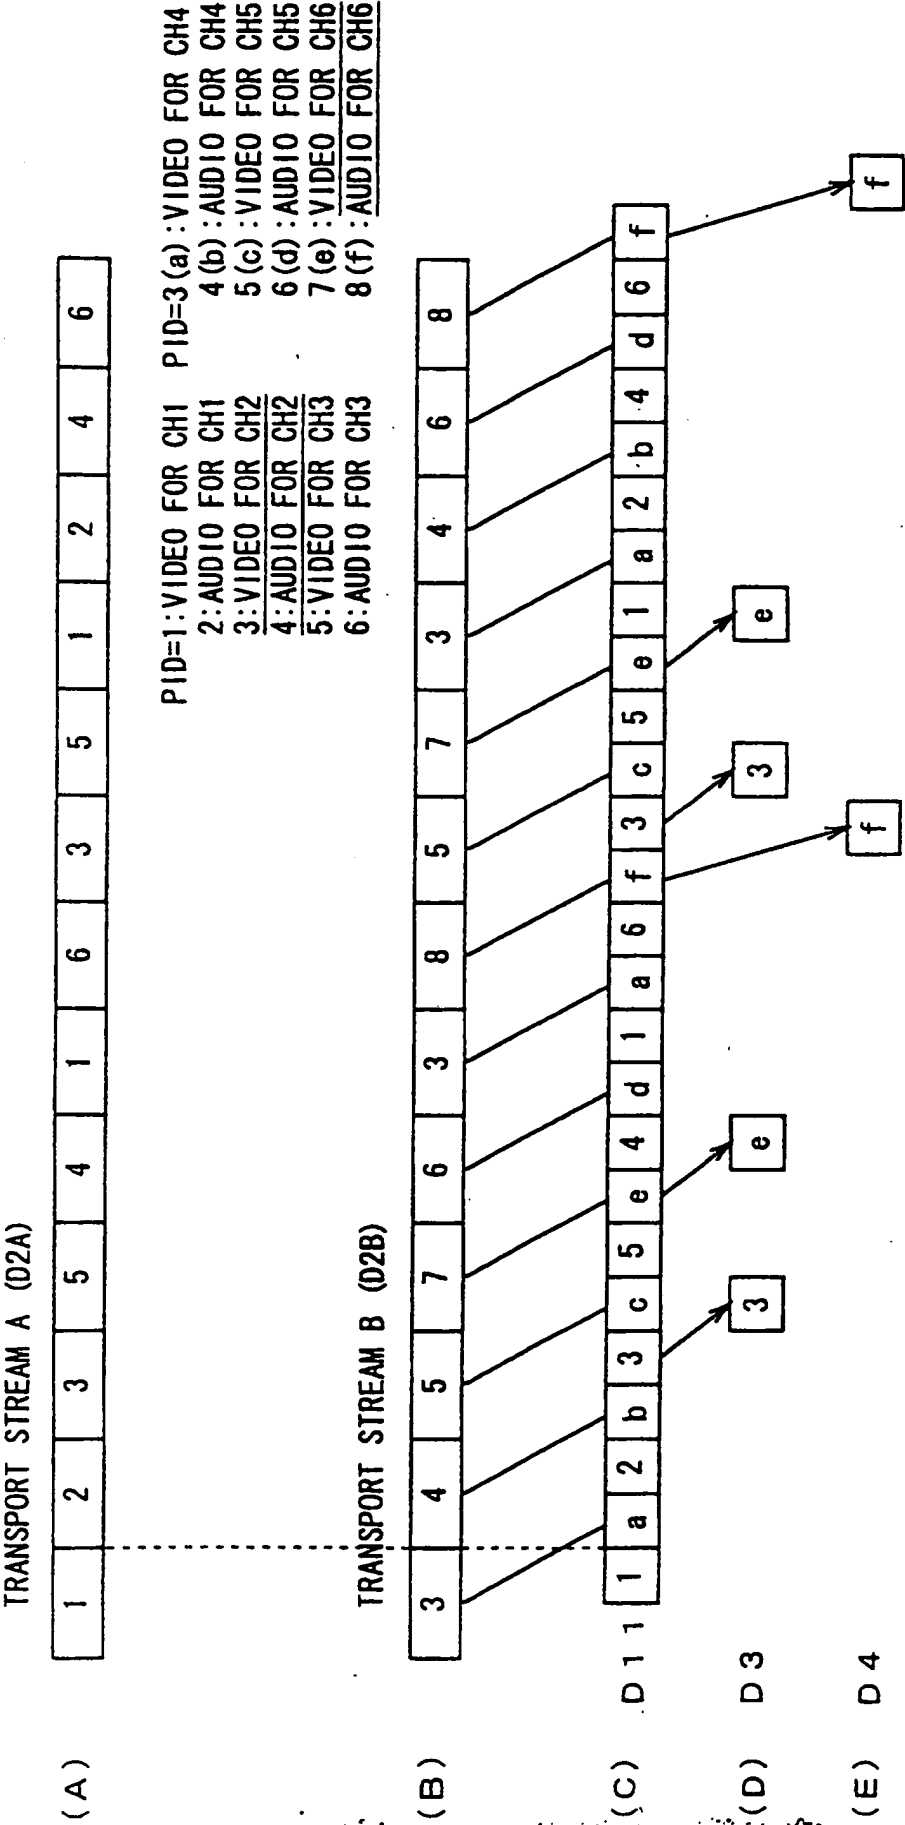 TRANSPORT STREAM A (D2A)
(A) 1 2 3 5 4 1 6 3 5 1 2 4 6
PID=1:VIDEO FOR CH1 PID=3(a):VIDEO FOR CH4
2:AUDIO FOR CH1 4(b):AUDIO FOR CH4
3:VIDEO FOR CH2 5(c):VIDEO FOR CH5
4:AUDIO FOR CH2 6(d):AUDIO FOR CH5
5:VIDEO FOR CH3 7(e):VIDEO FOR CH6
6:AUDIO FOR CH3 8(f):AUDIO FOR CH6
TRANSPORT STREAM B (D2B)
(B) 3 4 5 7 6 3 8 5 7 3 4 6 8
(C) D11 1 a 2 b 3 c 5 e 4 d 1 a 6 f 3 c 5 e 1 a 2 b 4 d 6 f
(D) D3 3 e 3 e
(E) D4 f f